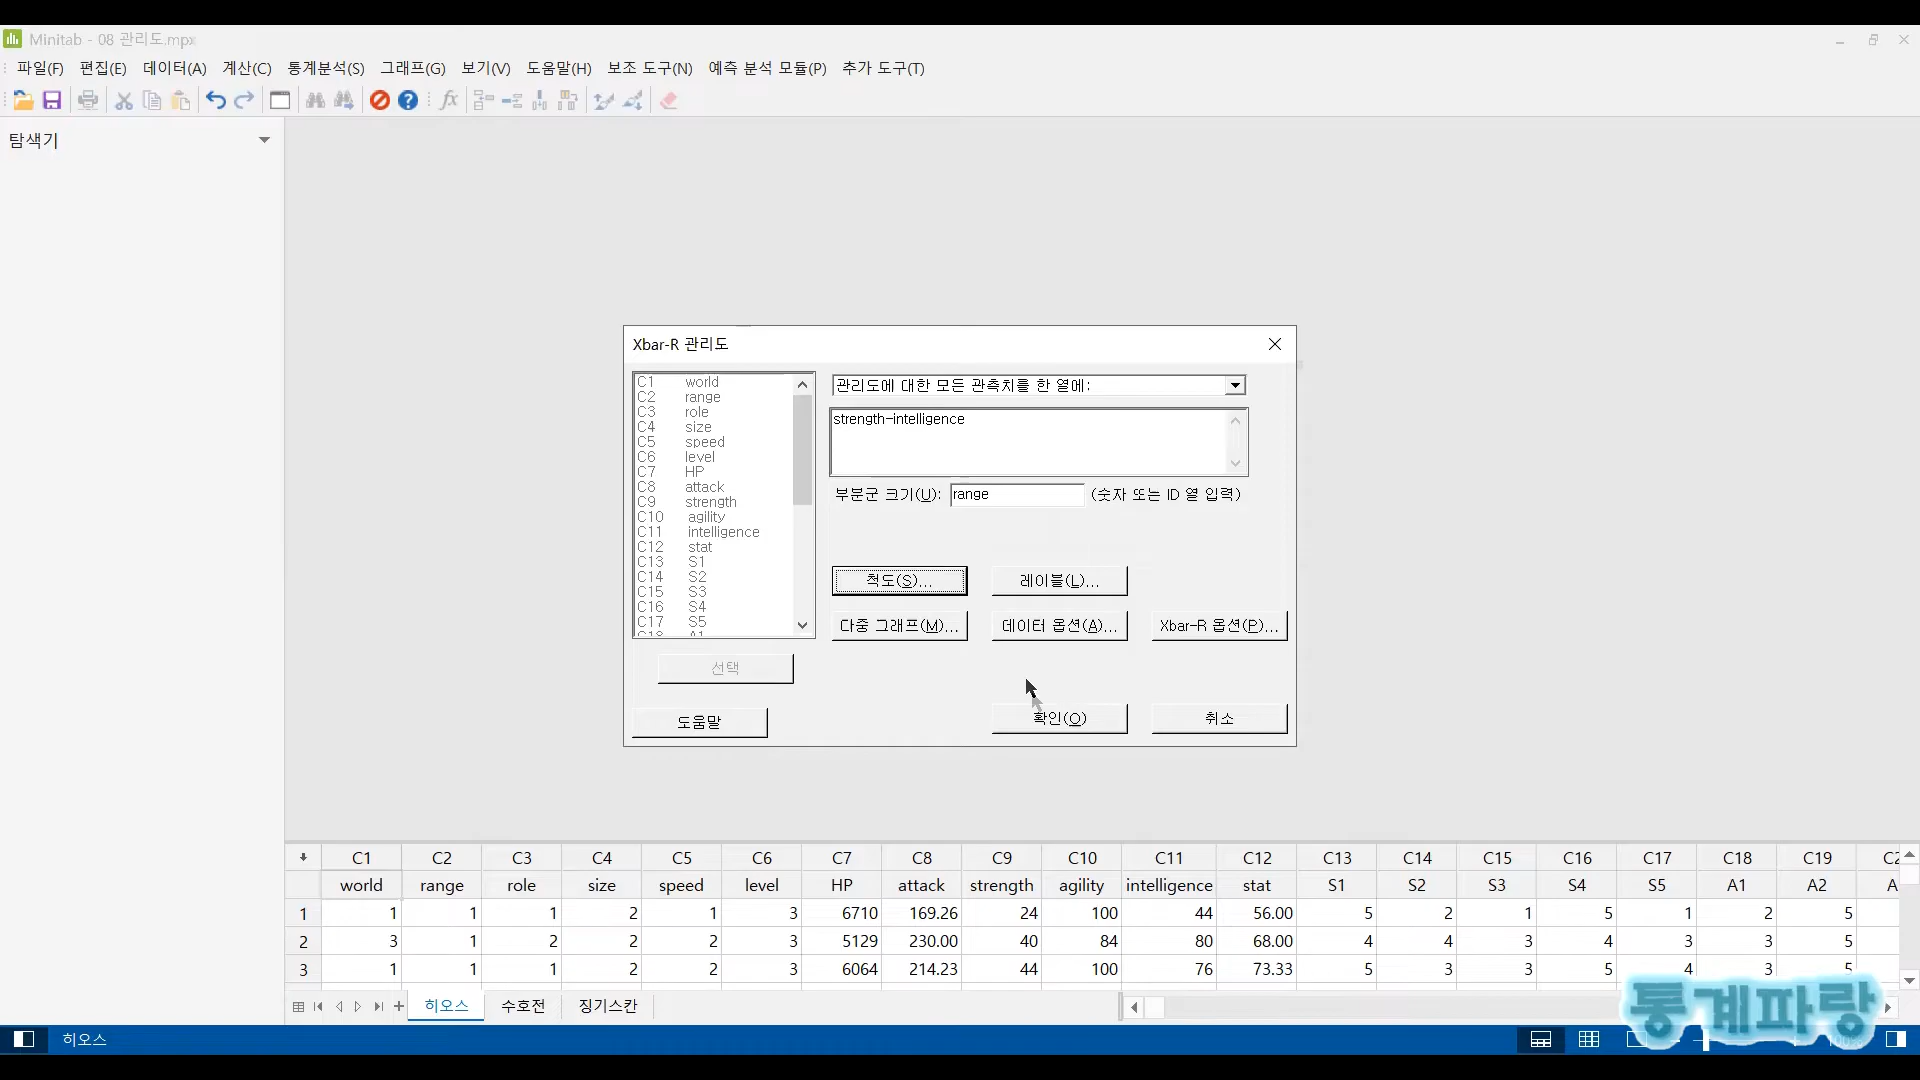 Minitab - 08 관리도.mpx
파일(F) 편집(E) 데이터(A) 계산(C) 통계분석(S) 그래프(G) 보기(V) 도움말(H) 보조 도구(N) 예측 분석 모듈(P) 추가 도구(T)
탐색기
Xbar-R 관리도
C1 world
C2 range
C3 role
C4 size
C5 speed
C6 level
C7 HP
C8 attack
C9 strength
C10 agility
C11 intelligence
C12 stat
C13 S1
C14 S2
C15 S3
C16 S4
C17 S5
C18 A1
관리도에 대한 모든 관측치를 한 열에:
strength-intelligence
부분군 크기(U): range (숫자 또는 ID 열 입력)
척도(S)... 레이블(L)...
다중 그래프(M)... 데이터 옵션(A)... Xbar-R 옵션(P)...
선택
도움말 확인(O) 취소
C1 C2 C3 C4 C5 C6 C7 C8 C9 C10 C11 C12 C13 C14 C15 C16 C17 C18 C19
world range role size speed level HP attack strength agility intelligence stat S1 S2 S3 S4 S5 A1 A2 A
1 1 1 1 2 1 3 6710 169.26 24 100 44 56.00 5 2 1 5 1 2 5
2 3 1 2 2 2 3 5129 230.00 40 84 80 68.00 4 4 3 4 3 3 5
3 1 1 1 2 2 3 6064 214.23 44 100 76 73.33 5 3 3 5 4 3 5
히오스 수호전 징기스칸
히오스
통계파랑